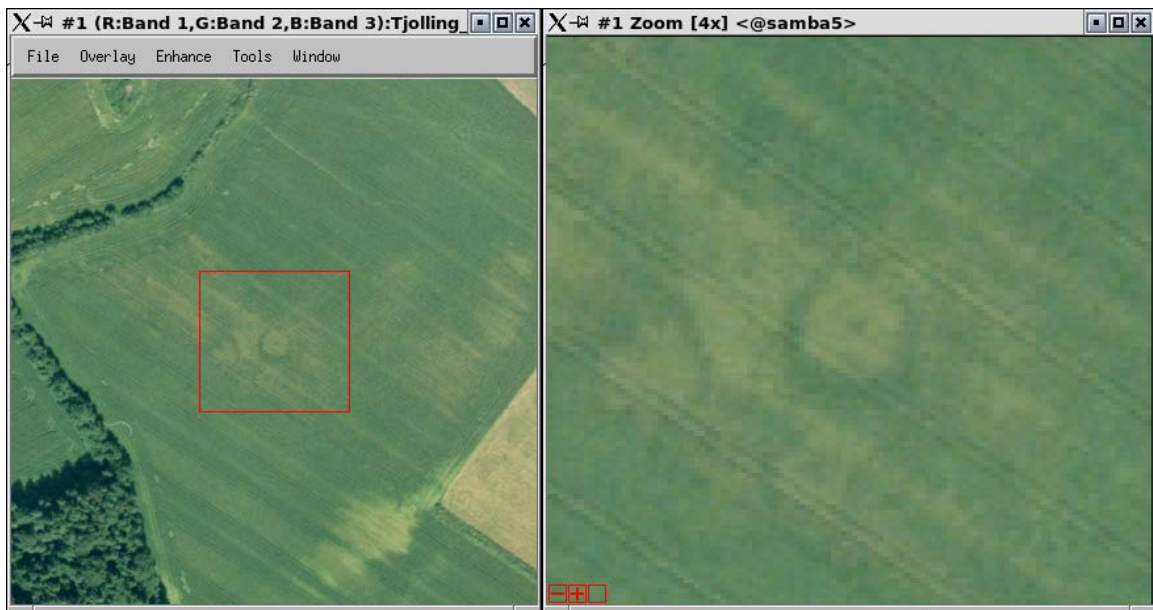 #1 (R:Band 1,G:Band 2,B:Band 3):Tjolling_
File Overlay Enhance Tools Window
#1 Zoom [4x] <@samba5>